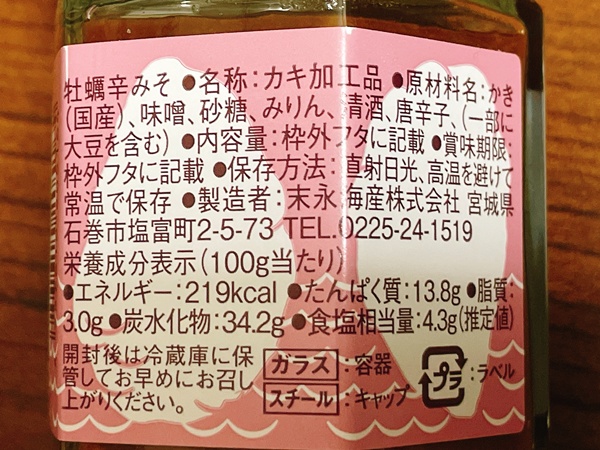 牡蠣辛みそ ●名称:カキ加工品 ●原材料名:かき
(国産)、味噌、砂糖、みりん、清酒、唐辛子、(一部に
大豆を含む) ●内容量:枠外フタに記載 ●賞味期限:
枠外フタに記載 ●保存方法:直射日光、高温を避けて
常温で保存 ●製造者:末永海産株式会社 宮城県
石巻市塩富町2-5-73 TEL.0225-24-1519
栄養成分表示(100g当たり)
●エネルギー:219kcal ●たんぱく質:13.8g ●脂質:
3.0g ●炭水化物:34.2g ●食塩相当量:4.3g(推定値)
開封後は冷蔵庫に保
管してお早めにお召し
上がりください。
ガラス:容器
スチール:キャップ
プラ:ラベル